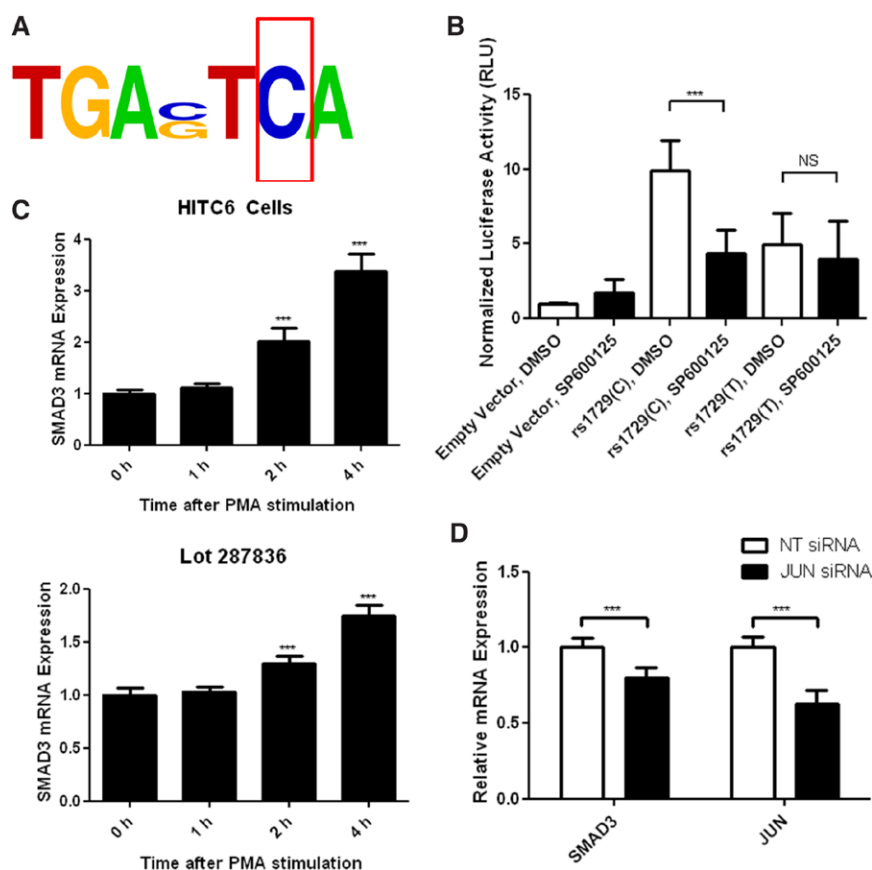 A
TGACTCA
G
B
Normalized Luciferase Activity (RLU)
15
10
5
0
***
NS
Empty Vector, DMSO
Empty Vector, SP600125
rs1729(C), DMSO
rs1729(C), SP600125
rs1729(T), DMSO
rs1729(T), SP600125
C
HITC6 Cells
SMAD3 mRNA Expression
4
3
2
1
0
***
***
0 h
1 h
2 h
4 h
Time after PMA stimulation
Lot 287836
SMAD3 mRNA Expression
2.0
1.5
1.0
0.5
0.0
***
***
0 h
1 h
2 h
4 h
Time after PMA stimulation
D
NT siRNA
JUN siRNA
Relative mRNA Expression
1.5
1.0
0.5
0.0
***
***
SMAD3
JUN